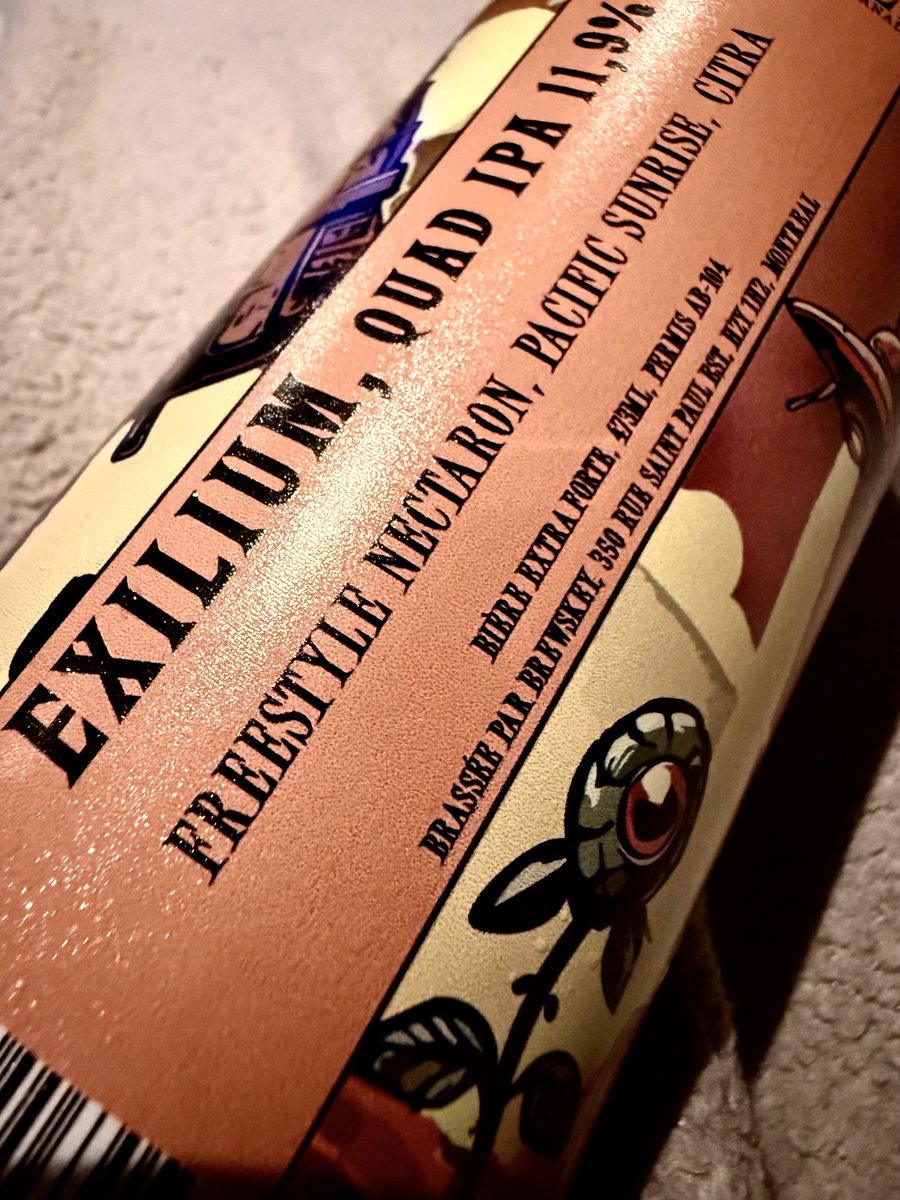 EXILIUM, QUAD IPA 11,9%
FREESTYLE NECTARON, PACIFIC SUNRISE, CITRA
BIÈRE EXTRA FORTE, 473ML, PERMIS AB-104
BRASSÉE PAR BREWSKEY, 350 RUE SAINT PAUL EST, H2Y 1H2, MONTREAL